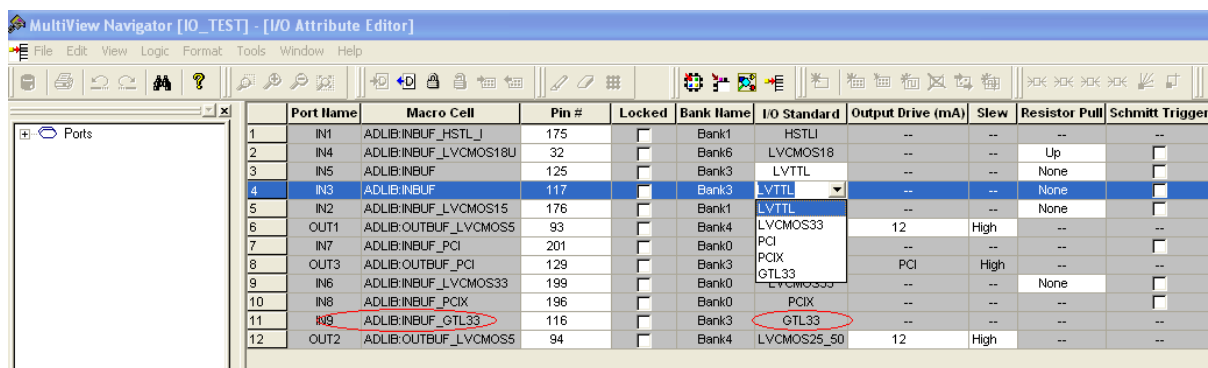 MultiView Navigator [IO_TEST] - [I/O Attribute Editor]
File Edit View Logic Format Tools Window Help
Ports
Port Name Macro Cell Pin # Locked Bank Name I/O Standard Output Drive (mA) Slew Resistor Pull Schmitt Trigger
1 IN1 ADLIB:INBUF_HSTL_I 175 Bank1 HSTLI -- -- -- --
2 IN4 ADLIB:INBUF_LVCMOS18U 32 Bank6 LVCMOS18 -- -- Up
3 IN5 ADLIB:INBUF 125 Bank3 LVTTL -- -- None
4 IN3 ADLIB:INBUF 117 Bank3 LVTTL -- -- None
LVTTL
LVCMOS33
PCI
PCIX
GTL33
5 IN2 ADLIB:INBUF_LVCMOS15 176 Bank1 -- -- None
6 OUT1 ADLIB:OUTBUF_LVCMOS5 93 Bank4 12 High -- --
7 IN7 ADLIB:INBUF_PCI 201 Bank0 -- -- --
8 OUT3 ADLIB:OUTBUF_PCI 129 Bank3 PCI High -- --
9 IN6 ADLIB:INBUF_LVCMOS33 199 Bank0 LVCMOS33 -- -- None
10 IN8 ADLIB:INBUF_PCIX 196 Bank0 PCIX -- -- --
11 IN9 ADLIB:INBUF_GTL33 116 Bank3 GTL33 -- -- -- --
12 OUT2 ADLIB:OUTBUF_LVCMOS5 94 Bank4 LVCMOS25_50 12 High -- --